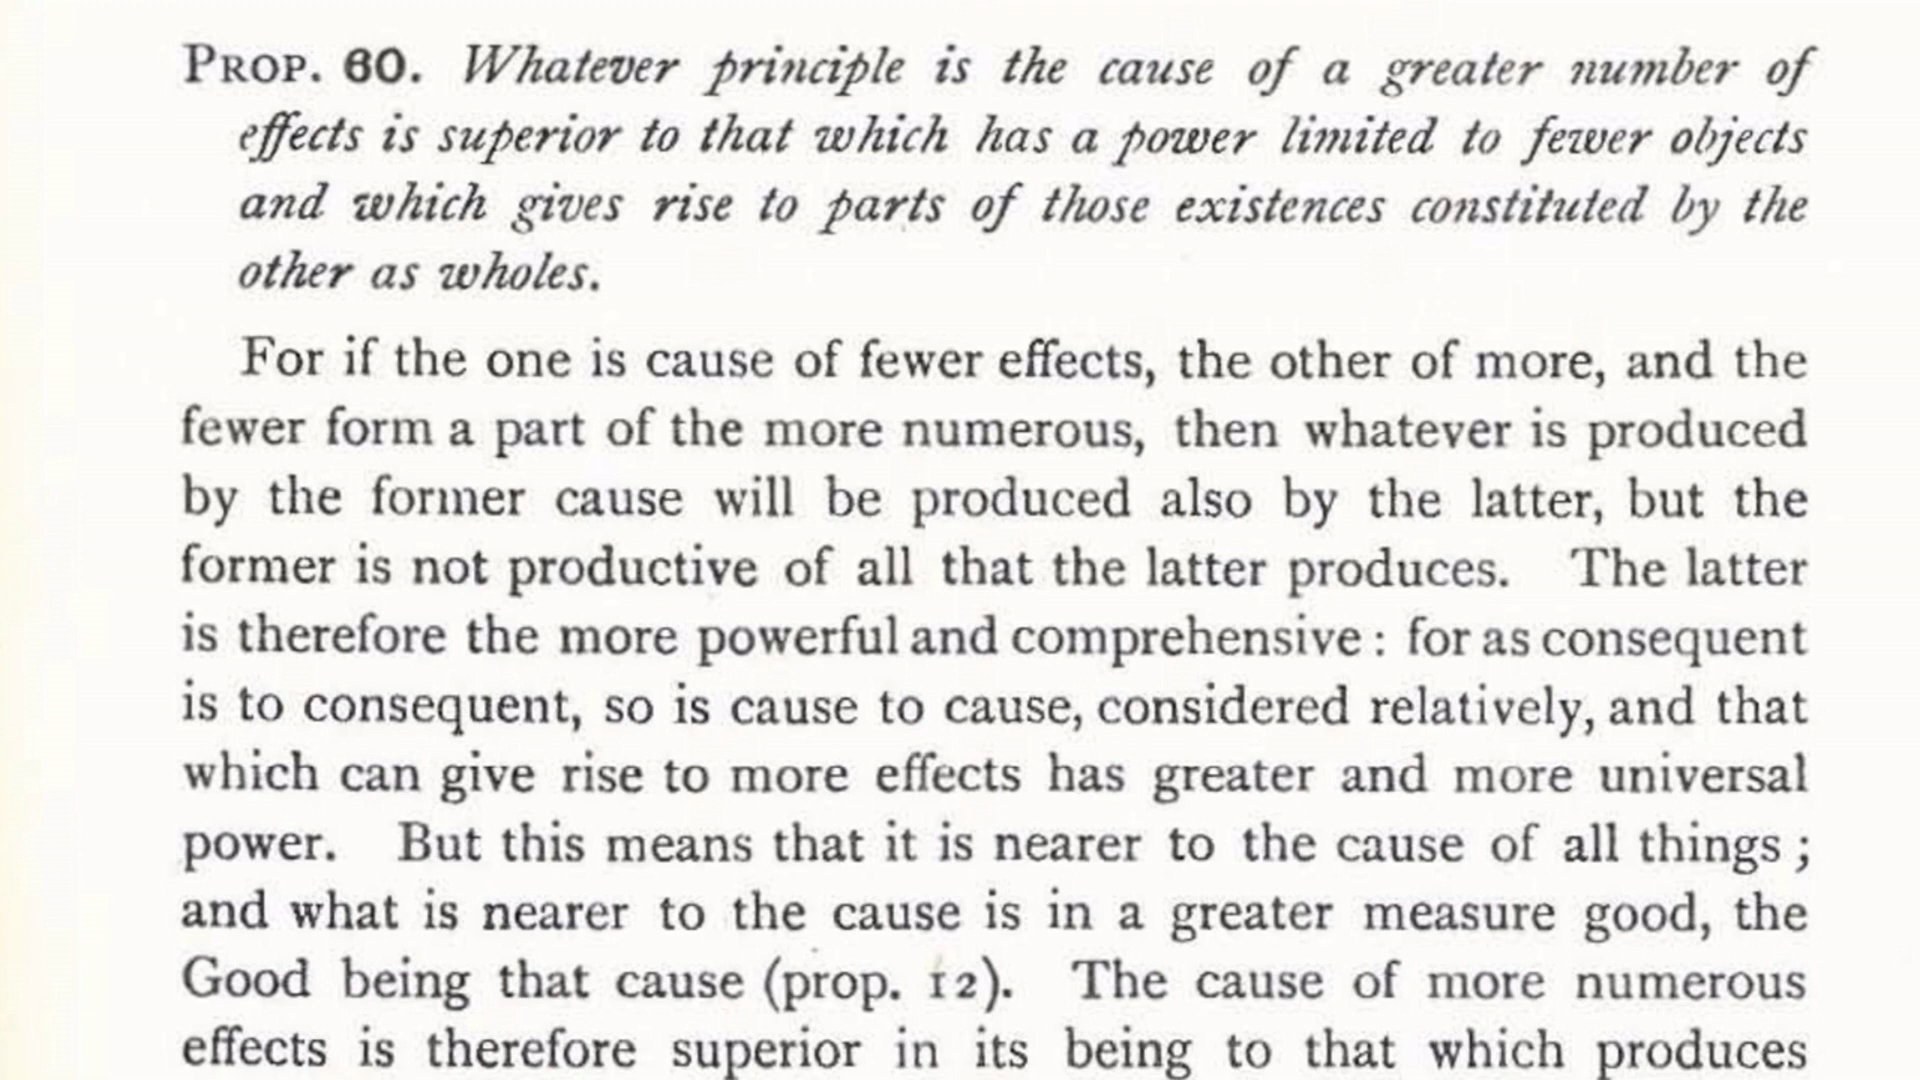 PROP. 60. Whatever principle is the cause of a greater number of
effects is superior to that which has a power limited to fewer objects
and which gives rise to parts of those existences constituted by the
other as wholes.
For if the one is cause of fewer effects, the other of more, and the
fewer form a part of the more numerous, then whatever is produced
by the former cause will be produced also by the latter, but the
former is not productive of all that the latter produces. The latter
is therefore the more powerful and comprehensive : for as consequent
is to consequent, so is cause to cause, considered relatively, and that
which can give rise to more effects has greater and more universal
power. But this means that it is nearer to the cause of all things ;
and what is nearer to the cause is in a greater measure good, the
Good being that cause (prop. 12). The cause of more numerous
effects is therefore superior in its being to that which produces